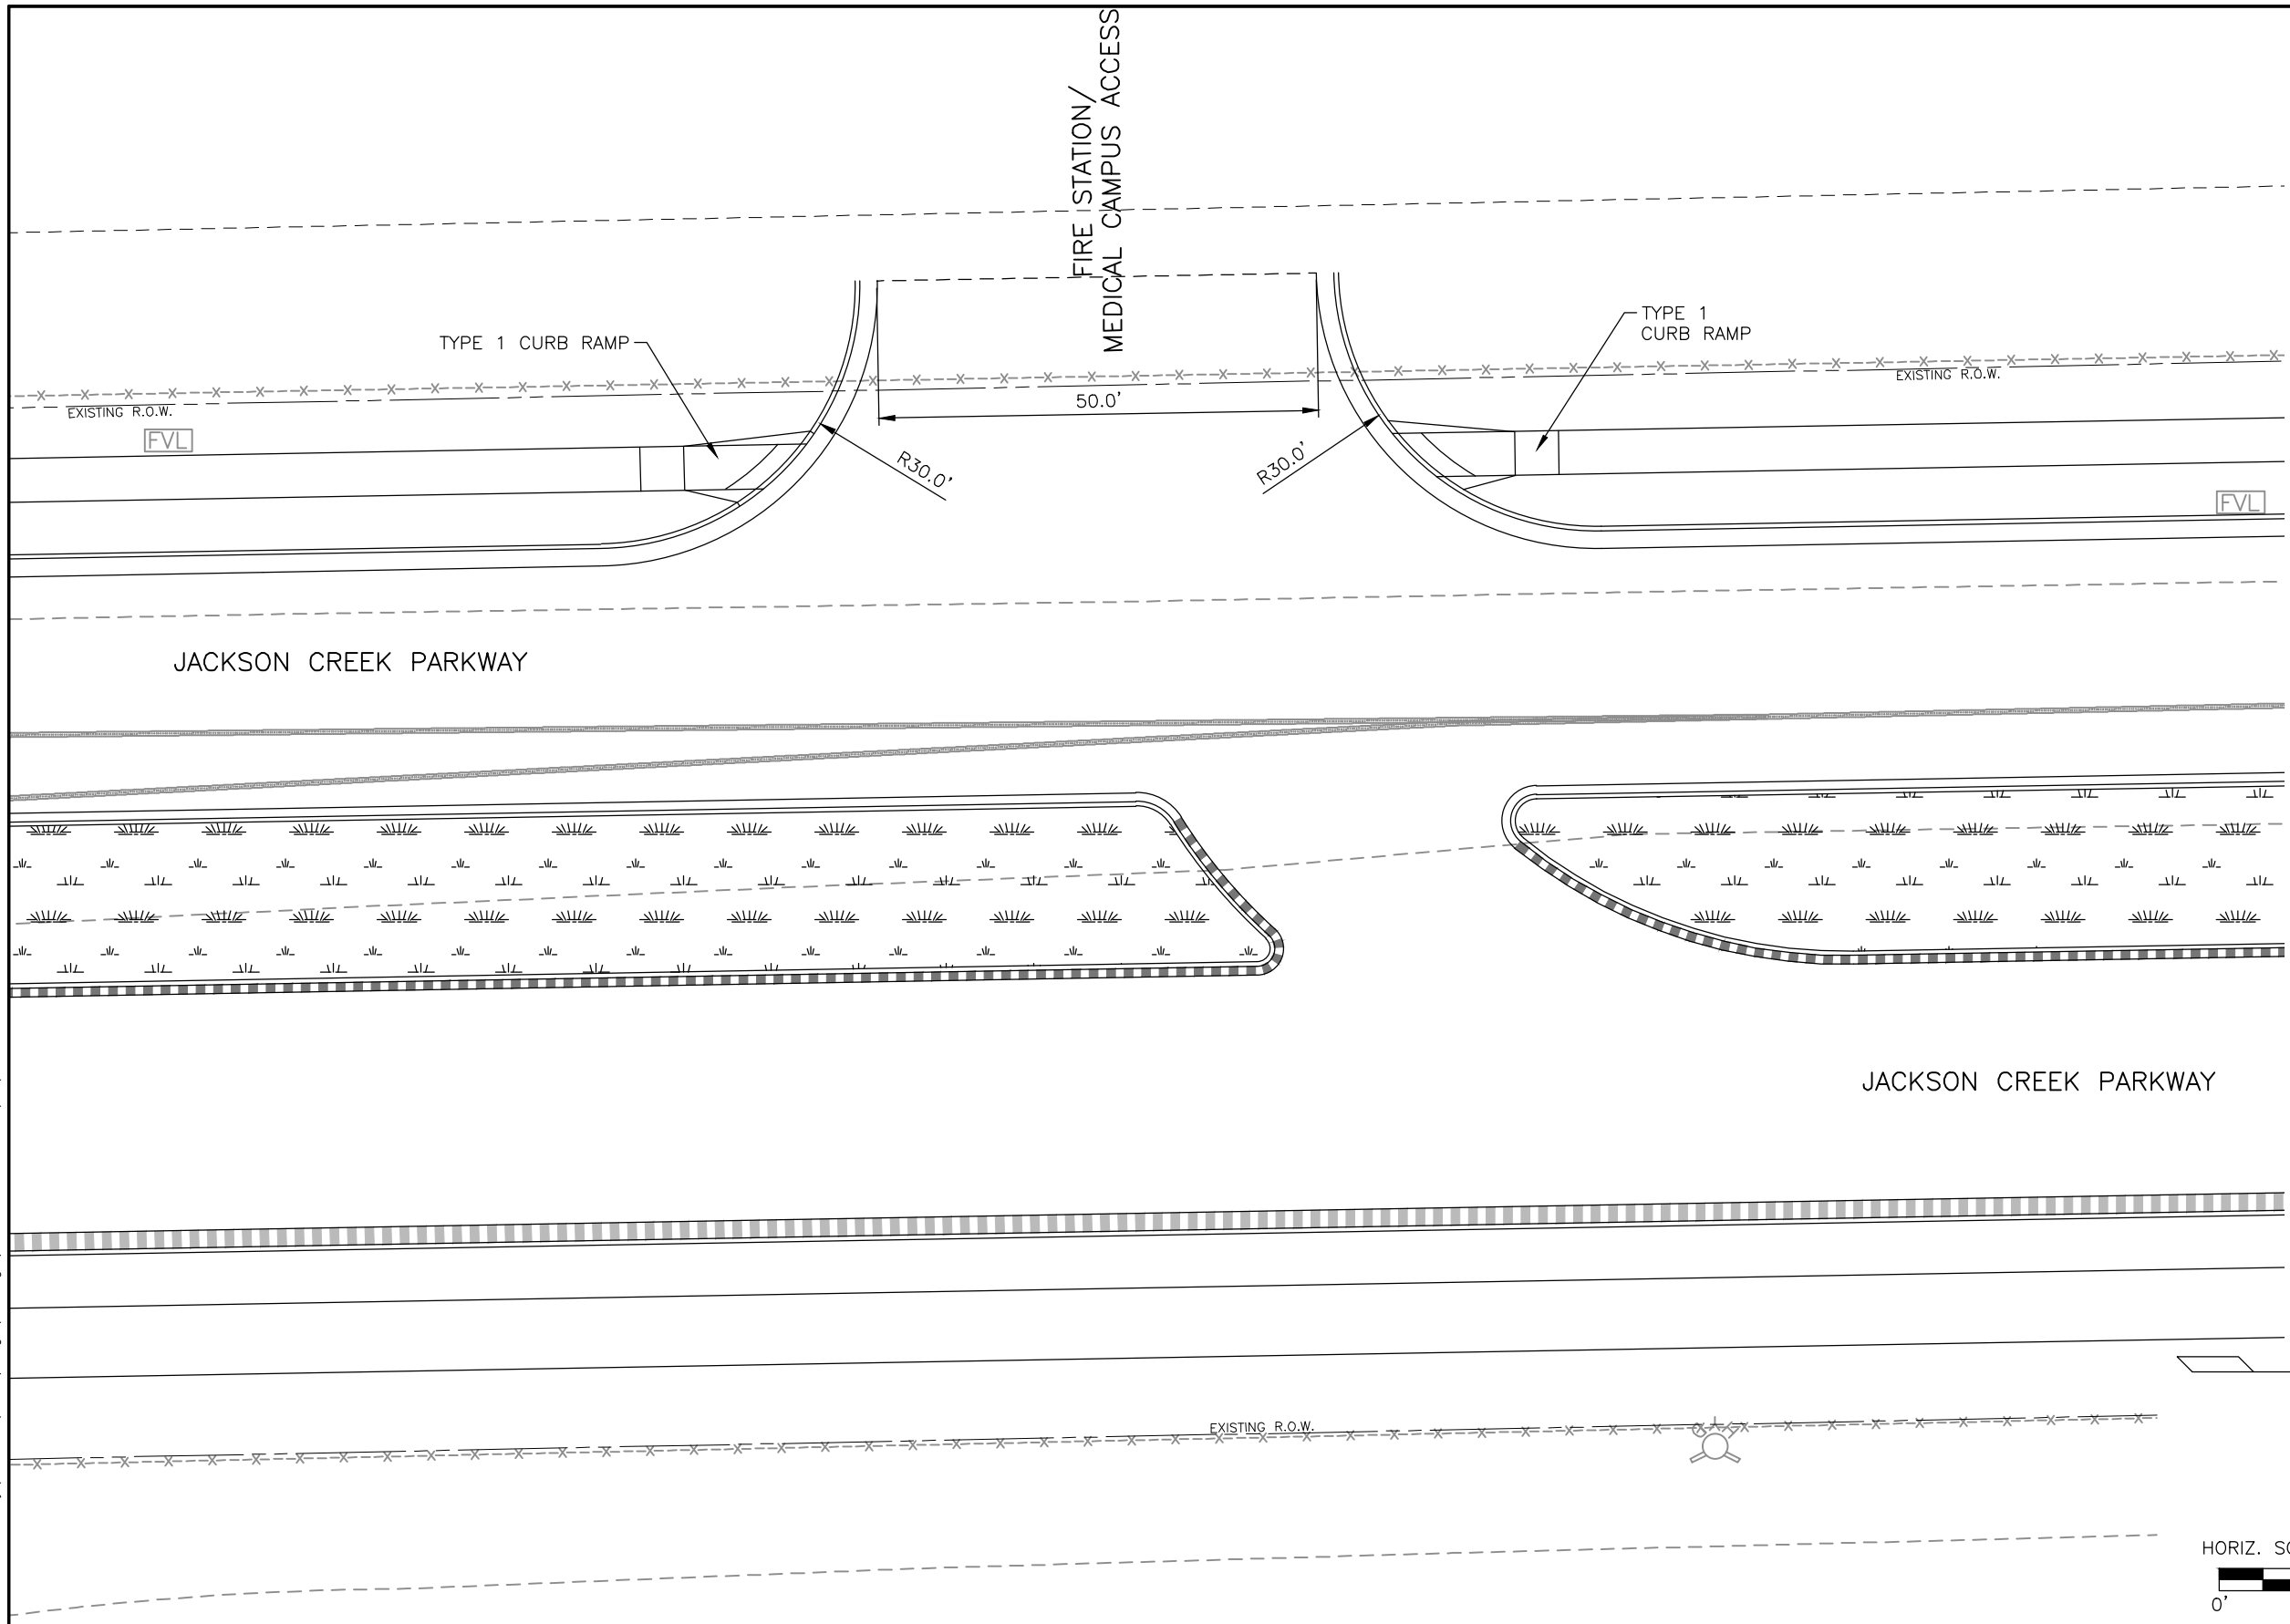 FIRE STATION/
MEDICAL CAMPUS ACCESS
TYPE 1 CURB RAMP
TYPE 1
CURB RAMP
EXISTING R.O.W.
EXISTING R.O.W.
50.0'
FVL
R30.0'
R30.0'
FVL
JACKSON CREEK PARKWAY
JACKSON CREEK PARKWAY
EXISTING R.O.W.
HORIZ.
0'